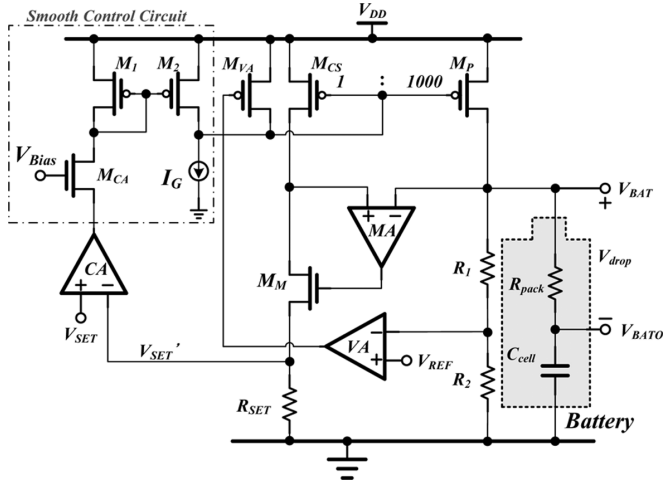 Smooth Control Circuit
V_DD
M_1
M_2
M_VA
M_CS
1
:
1000
M_P
V_Bias
M_CA
I_G
V_BAT
+
+
−
MA
CA
+
−
M_M
R_1
V_drop
R_pack
−
V_BATO
V_SET
V_SET'
VA
−
+
V_REF
R_2
C_cell
R_SET
Battery